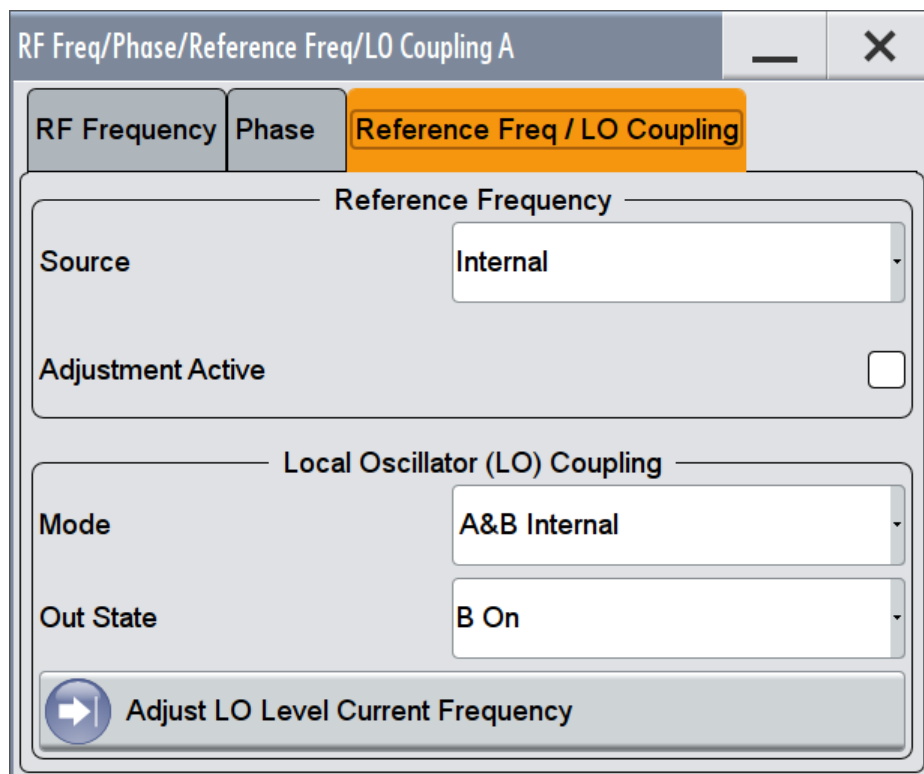 RF Freq/Phase/Reference Freq/LO Coupling A
RF Frequency
Phase
Reference Freq / LO Coupling
Reference Frequency
Source
Internal
Adjustment Active
Local Oscillator (LO) Coupling
Mode
A&B Internal
Out State
B On
Adjust LO Level Current Frequency